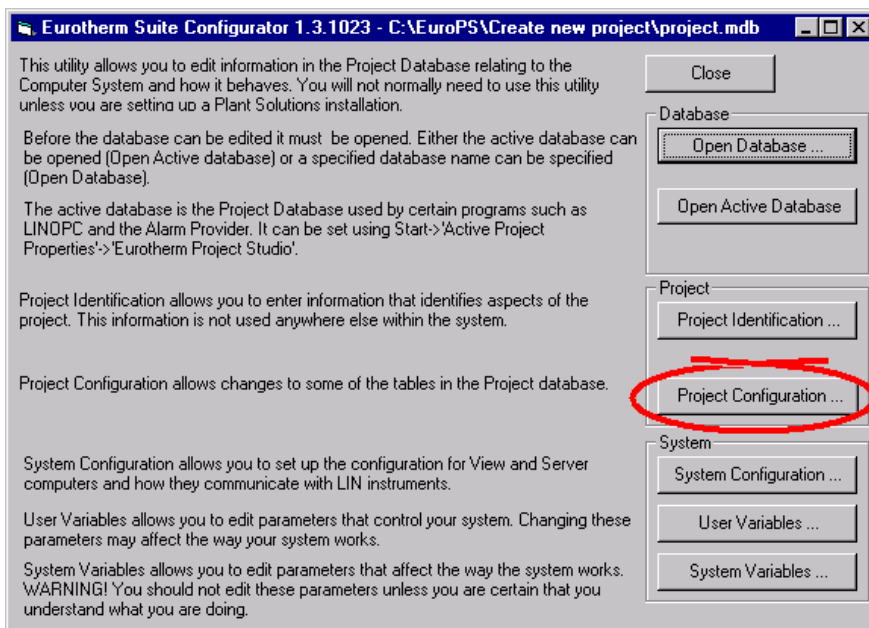 Eurotherm Suite Configurator 1.3.1023 - C:\EuroPS\Create new project\project.mdb
This utility allows you to edit information in the Project Database relating to the
Computer System and how it behaves. You will not normally need to use this utility
unless you are setting up a Plant Solutions installation.
Close
Database
Before the database can be edited it must be opened. Either the active database can
be opened (Open Active database) or a specified database name can be specified
(Open Database).
Open Database ...
The active database is the Project Database used by certain programs such as
LINOPC and the Alarm Provider. It can be set using Start->'Active Project
Properties'->'Eurotherm Project Studio'.
Open Active Database
Project
Project Identification allows you to enter information that identifies aspects of the
project. This information is not used anywhere else within the system.
Project Identification ...
Project Configuration allows changes to some of the tables in the Project database.
Project Configuration ...
System
System Configuration allows you to set up the configuration for View and Server
computers and how they communicate with LIN instruments.
System Configuration ...
User Variables allows you to edit parameters that control your system. Changing these
parameters may affect the way your system works.
User Variables ...
System Variables allows you to edit parameters that affect the way the system works.
WARNING! You should not edit these parameters unless you are certain that you
understand what you are doing.
System Variables ...